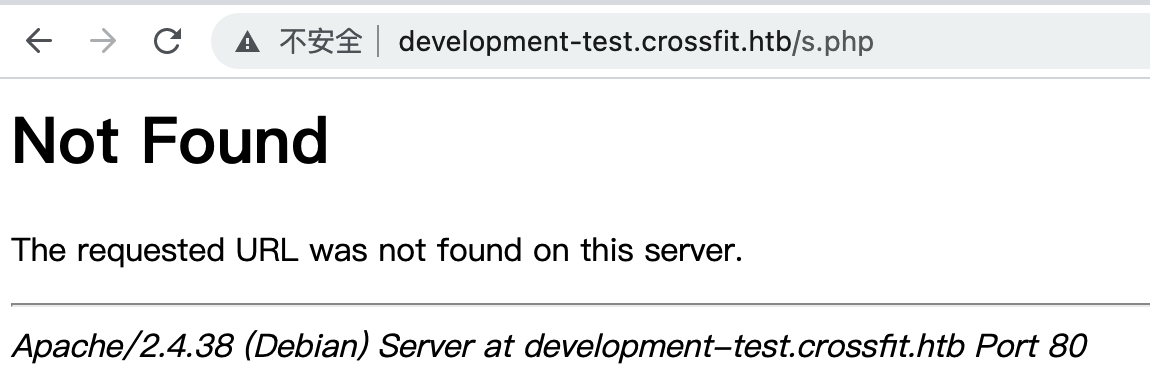 不安全 development-test.crossfit.htb/s.php
Not Found
The requested URL was not found on this server.
Apache/2.4.38 (Debian) Server at development-test.crossfit.htb Port 80